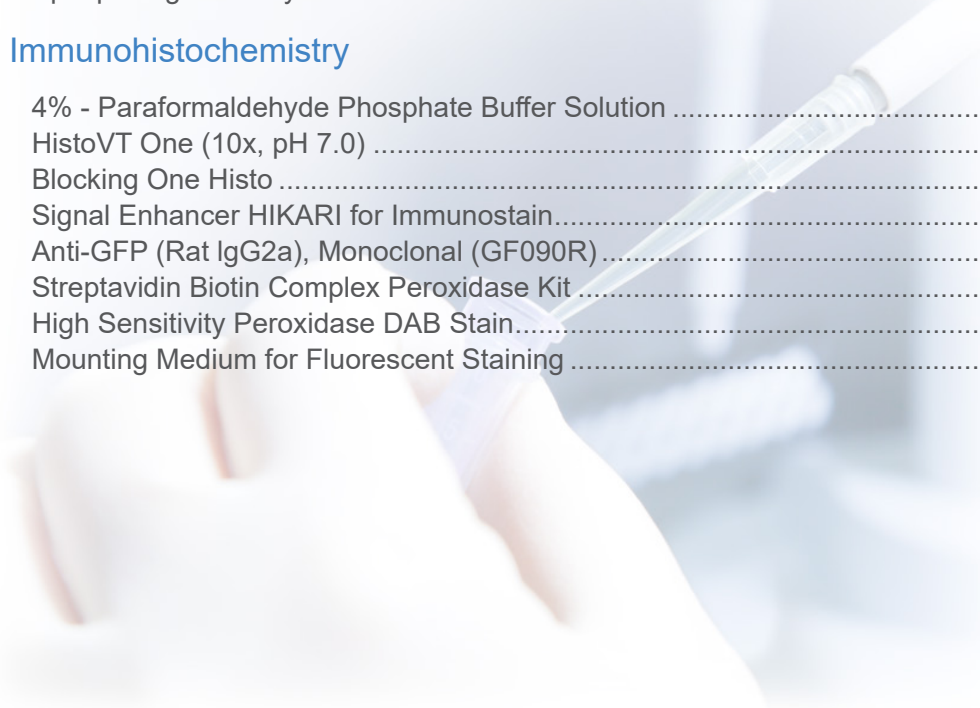 Immunohistochemistry
4% - Paraformaldehyde Phosphate Buffer Solution ........................................
HistoVT One (10x, pH 7.0) ...............................................................................
Blocking One Histo ...........................................................................................
Signal Enhancer HIKARI for Immunostain.......................................................
Anti-GFP (Rat IgG2a), Monoclonal (GF090R).................................................
Streptavidin Biotin Complex Peroxidase Kit ....................................................
High Sensitivity Peroxidase DAB Stain............................................................
Mounting Medium for Fluorescent Staining .....................................................